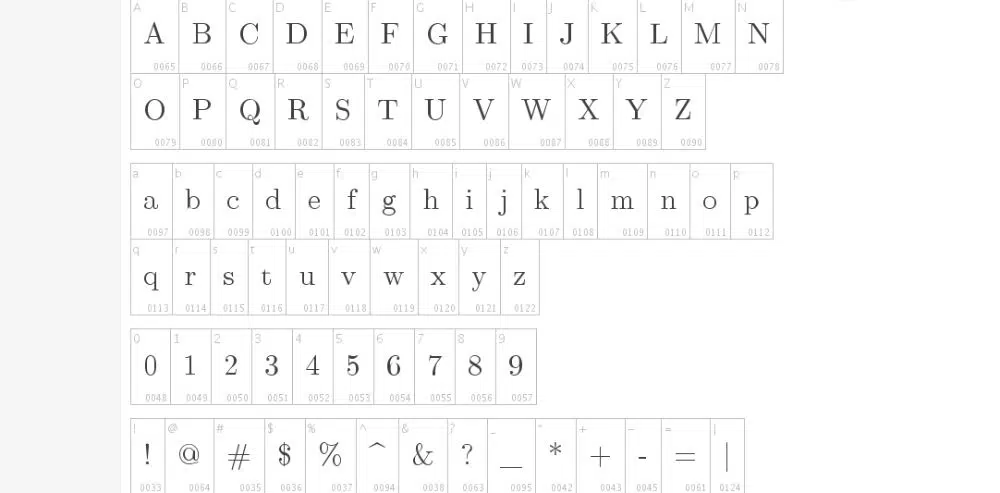 A B C D E F G H I J K L M N
A B C D E F G H I J K L M N
0065 0066 0067 0068 0069 0070 0071 0072 0073 0074 0075 0076 0077 0078
O P Q R S T U V W X Y Z
O P Q R S T U V W X Y Z
0079 0080 0081 0082 0083 0084 0085 0086 0087 0088 0089 0090
a b c d e f g h i j k l m n o p
a b c d e f g h i j k l m n o p
0097 0098 0099 0100 0101 0102 0103 0104 0105 0106 0107 0108 0109 0110 0111 0112
q r s t u v w x y z
q r s t u v w x y z
0113 0114 0115 0116 0117 0118 0119 0120 0121 0122
0 1 2 3 4 5 6 7 8 9
0 1 2 3 4 5 6 7 8 9
0048 0049 0050 0051 0052 0053 0054 0055 0056 0057
! @ # $ % ^ & ? _ * + - = |
! @ # $ % ^ & ? _ * + - = |
0033 0064 0035 0036 0037 0094 0038 0063 0095 0042 0043 0045 0061 0124